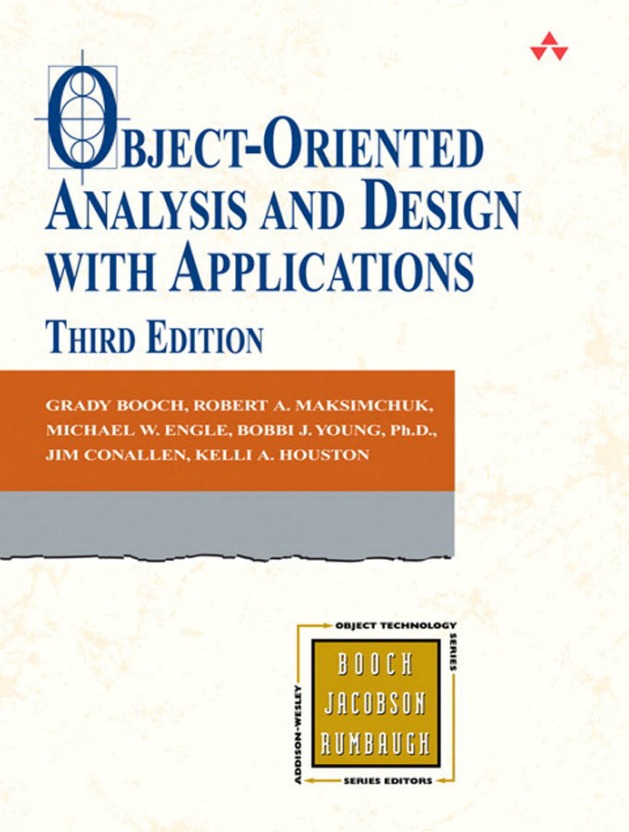 OBJECT-ORIENTED
ANALYSIS AND DESIGN
WITH APPLICATIONS
THIRD EDITION
GRADY BOOCH, ROBERT A. MAKSIMCHUK,
MICHAEL W. ENGLE, BOBBI J. YOUNG, Ph.D.,
JIM CONALLEN, KELLI A. HOUSTON
OBJECT TECHNOLOGY
SERIES
BOOCH
JACOBSON
RUMBAUGH
ADDISON-WESLEY
SERIES EDITORS